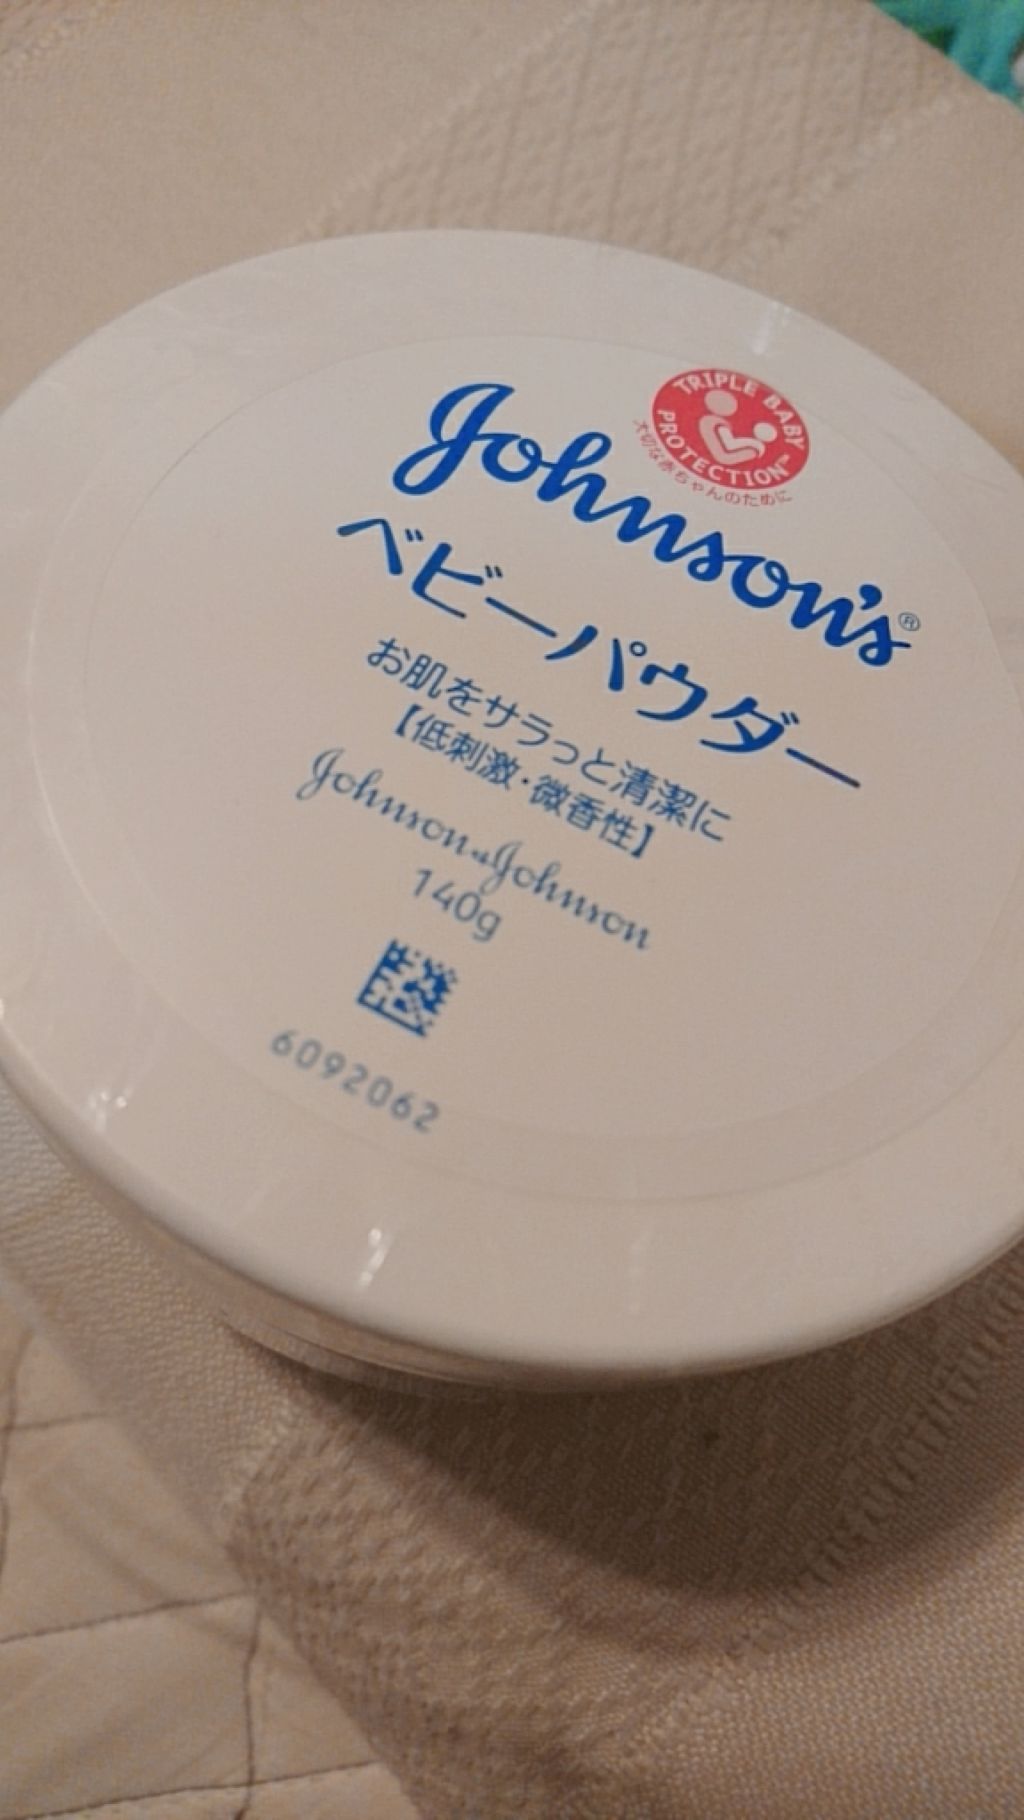 TRIPLE BABY PROTECTION™
大切な赤ちゃんのために
Johnson's®
ベビーパウダー
お肌をサラっと清潔に
【低刺激・微香性】
Johnson&Johnson
140g
6092062